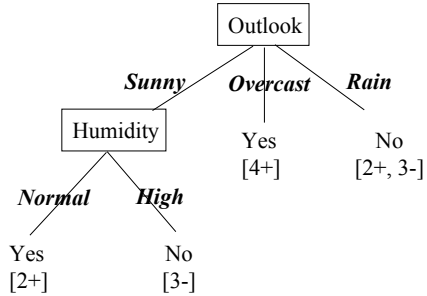 Outlook
Sunny Overcast Rain
Humidity
Yes No
[4+] [2+, 3-]
Normal High
Yes No
[2+] [3-]